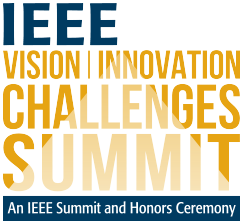 IEEE
VISION | INNOVATION
CHALLENGES
SUMMIT
An IEEE Summit and Honors Ceremony